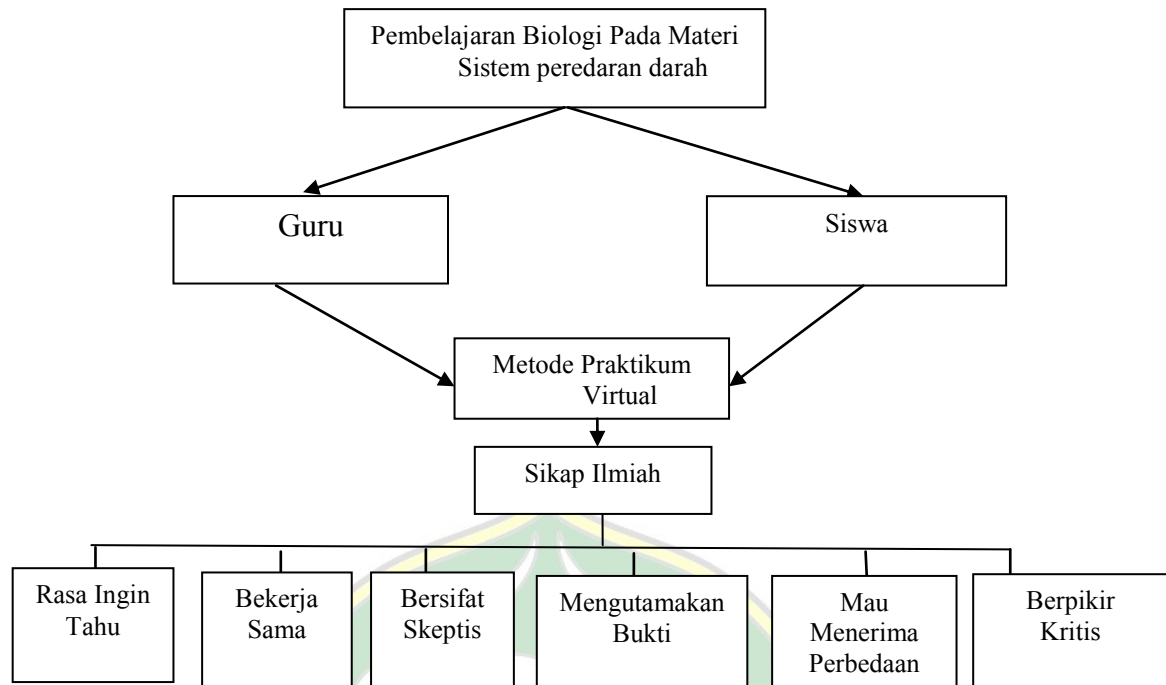 Pembelajaran Biologi Pada Materi
Sistem peredaran darah
Guru
Siswa
Metode Praktikum
Virtual
Sikap Ilmiah
Rasa Ingin
Tahu
Bekerja
Sama
Bersifat
Skeptis
Mengutamakan
Bukti
Mau
Menerima
Perbedaan
Berpikir
Kritis